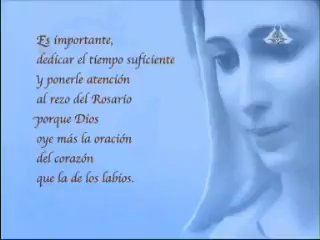 Es importante,
dedicar el tiempo suficiente
y ponerle atención
al rezo del Rosario
porque Dios
oye más la oración
del corazón
que la de los labios.